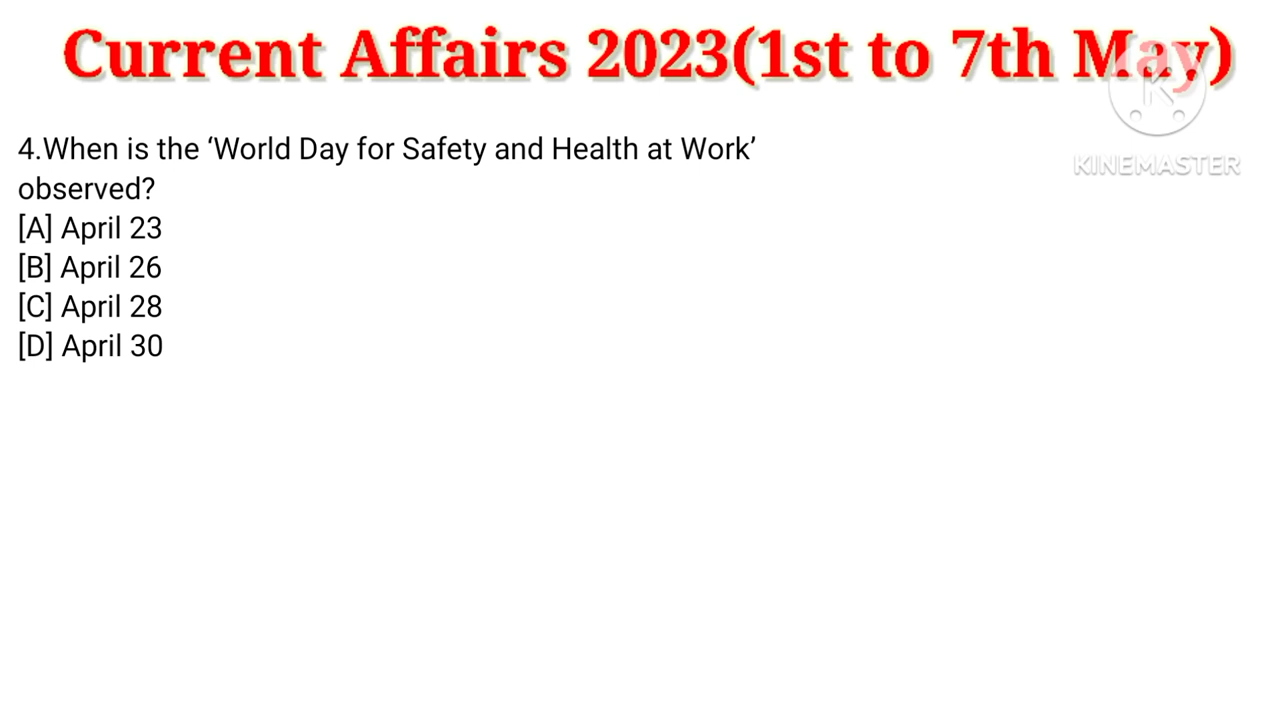 Current Affairs 2023(1st to 7th May)
KINEMASTER
4.When is the ‘World Day for Safety and Health at Work’
observed?
[A] April 23
[B] April 26
[C] April 28
[D] April 30